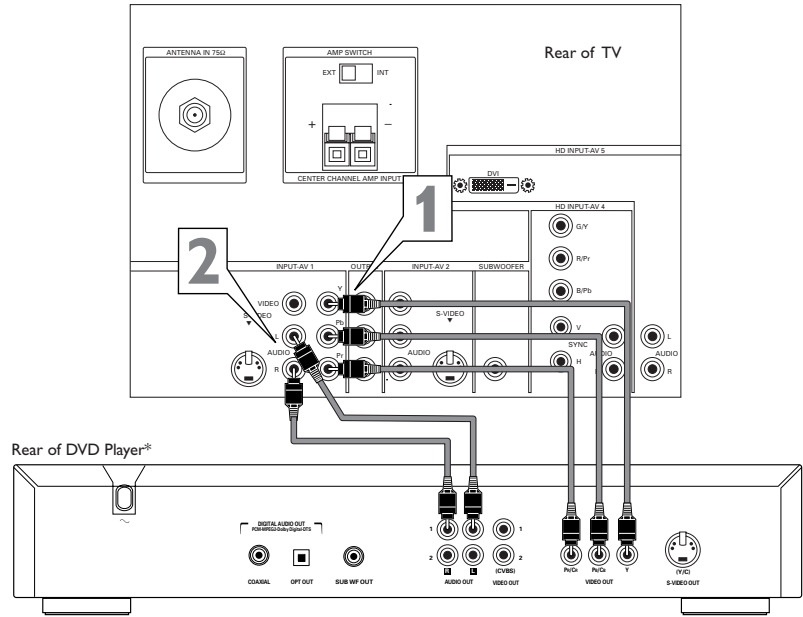 Rear of TV
ANTENNA IN 75Ω
AMP SWITCH
EXT
INT
+
-
−
CENTER CHANNEL AMP INPUT
HD INPUT-AV 5
DVI
HD INPUT-AV 4
G/Y
R/Pr
B/Pb
V
SYNC
H
AUDIO
L
AUDIO
R
1
2
INPUT-AV 1
OUTP
INPUT-AV 2
SUBWOOFER
Y
VIDEO
Pb
L
AUDIO
R
Pr
S-VIDEO
AUDIO
Rear of DVD Player*
DIGITAL AUDIO OUT
PCM-MPEG2-Dolby Digital-DTS
COAXIAL
OPT OUT
SUB WF OUT
1
2
R
L
AUDIO OUT
1
2
(CVBS)
VIDEO OUT
PR/CR
PB/CB
Y
VIDEO OUT
(Y/C)
S-VIDEO OUT